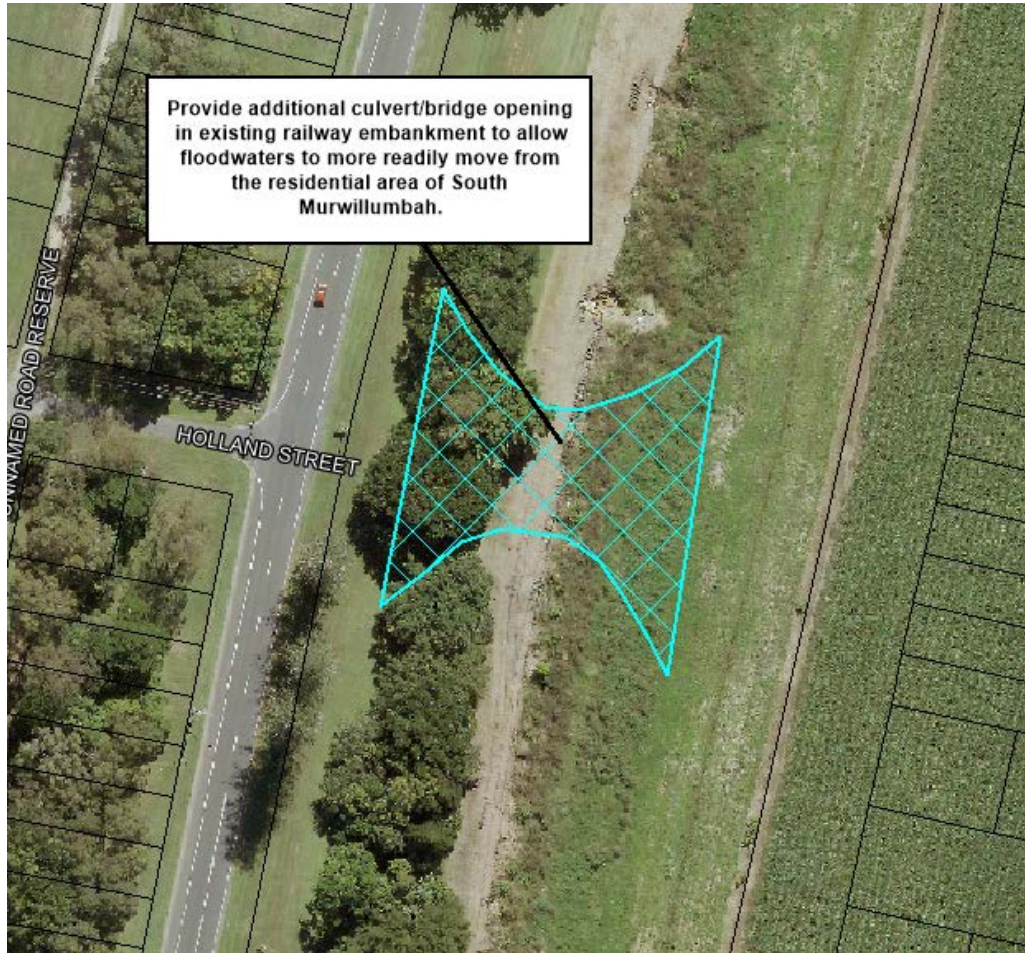 Provide additional culvert/bridge opening
in existing railway embankment to allow
floodwaters to more readily move from
the residential area of South
Murwillumbah.
UNNAMED ROAD RESERVE
HOLLAND STREET